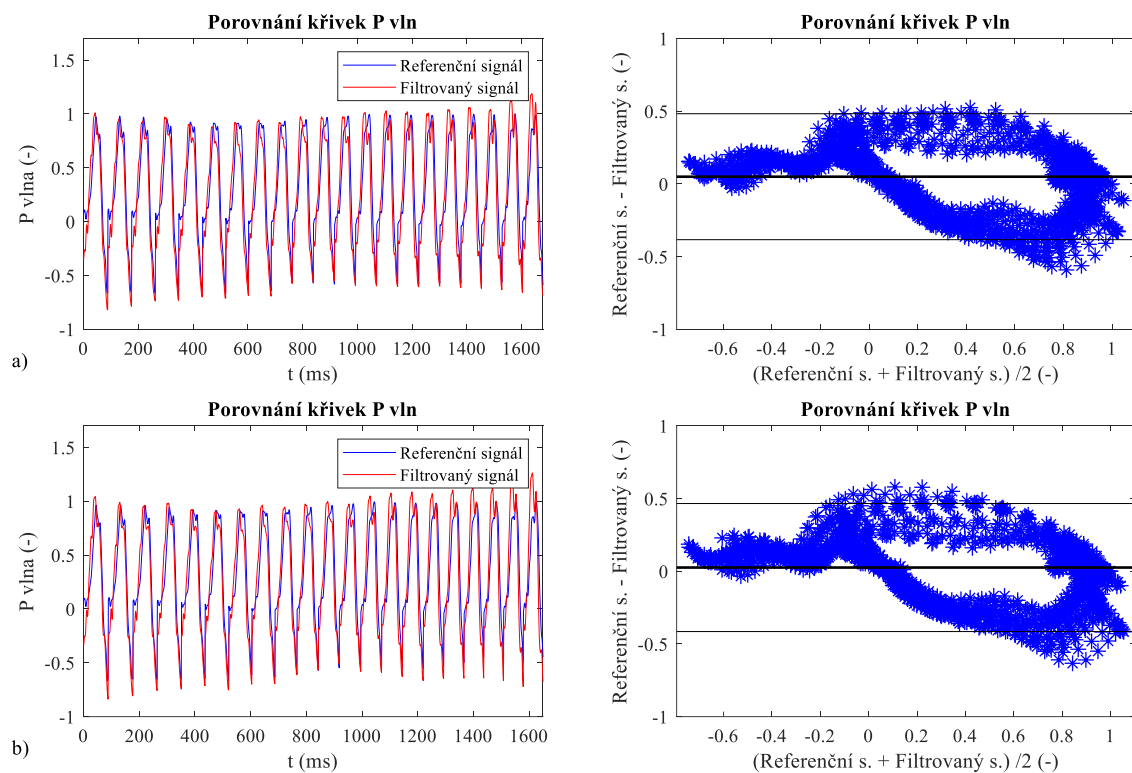 Porovnání křivek P vln
1.5
1
0.5
0
-0.5
-1
P vlna (-)
Referenční signál
Filtrovaný signál
0 200 400 600 800 1000 1200 1400 1600
t (ms)
a)
Porovnání křivek P vln
1
0.5
0
-0.5
-1
Referenční s. - Filtrovaný s. (-)
-0.6 -0.4 -0.2 0 0.2 0.4 0.6 0.8 1
(Referenční s. + Filtrovaný s.) /2 (-)
Porovnání křivek P vln
1.5
1
0.5
0
-0.5
-1
P vlna (-)
Referenční signál
Filtrovaný signál
0 200 400 600 800 1000 1200 1400 1600
t (ms)
b)
Porovnání křivek P vln
1
0.5
0
-0.5
-1
Referenční s. - Filtrovaný s. (-)
-0.6 -0.4 -0.2 0 0.2 0.4 0.6 0.8 1
(Referenční s. + Filtrovaný s.) /2 (-)